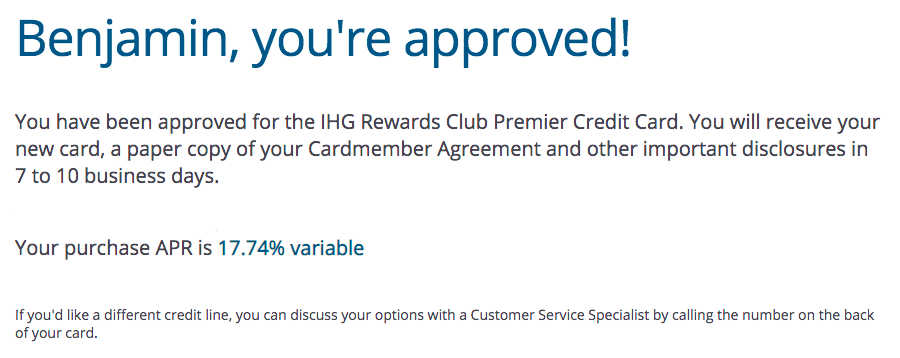 Benjamin, you're approved!
You have been approved for the IHG Rewards Club Premier Credit Card. You will receive your
new card, a paper copy of your Cardmember Agreement and other important disclosures in
7 to 10 business days.
Your purchase APR is 17.74% variable
If you'd like a different credit line, you can discuss your options with a Customer Service Specialist by calling the number on the back
of your card.